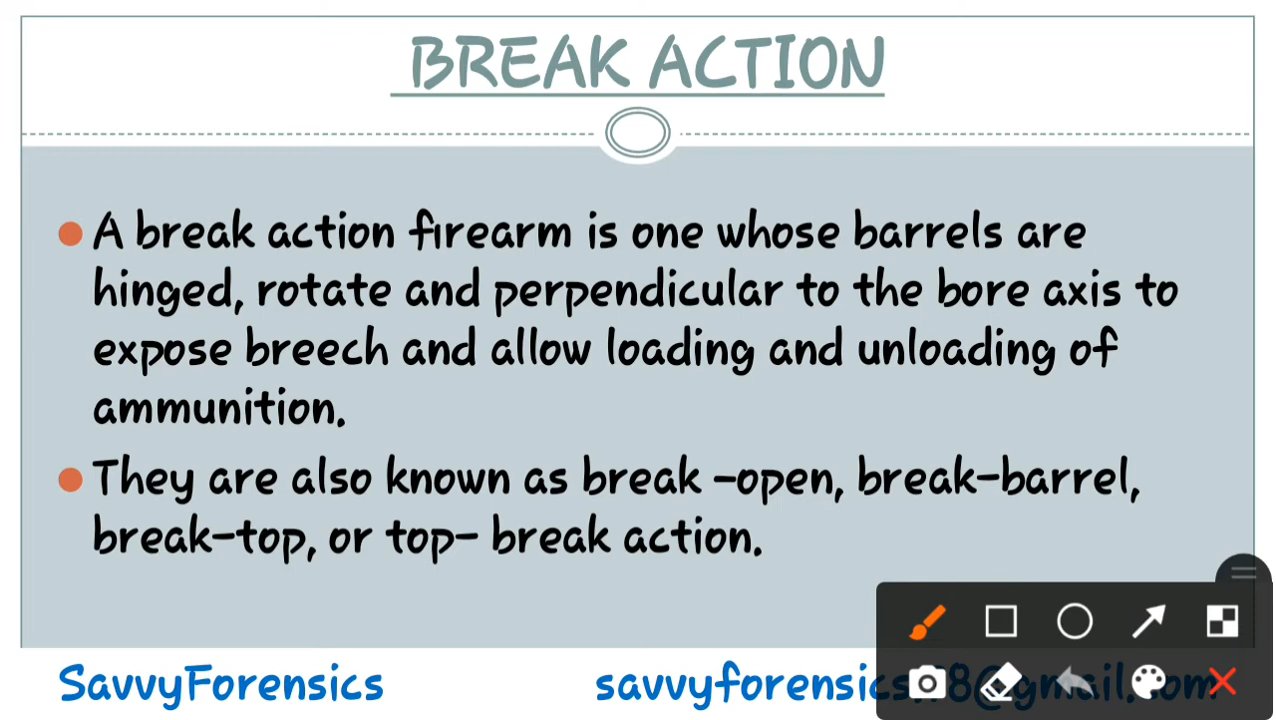 BREAK ACTION
A break action firearm is one whose barrels are
hinged, rotate and perpendicular to the bore axis to
expose breech and allow loading and unloading of
ammunition.
They are also known as break -open, break-barrel,
break-top, or top- break action.
SavvyForensics